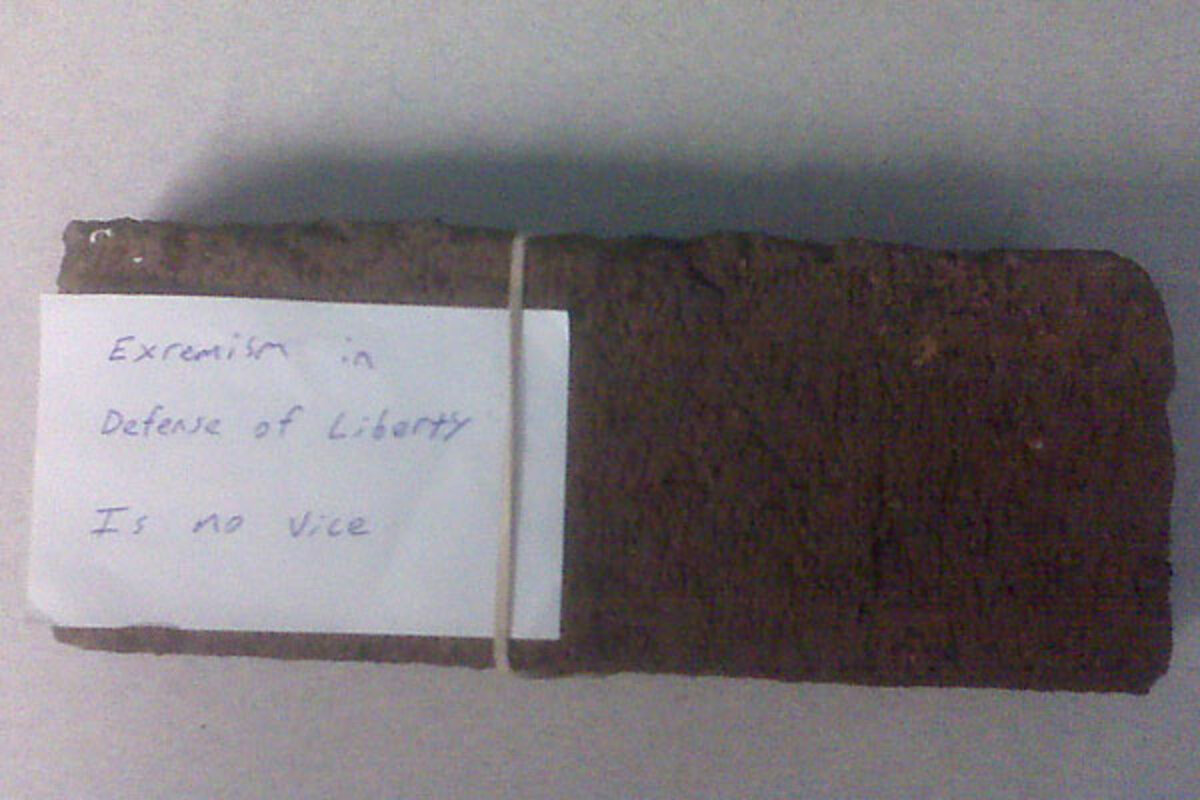 Exremism in
Defense of Liberty
Is no vice